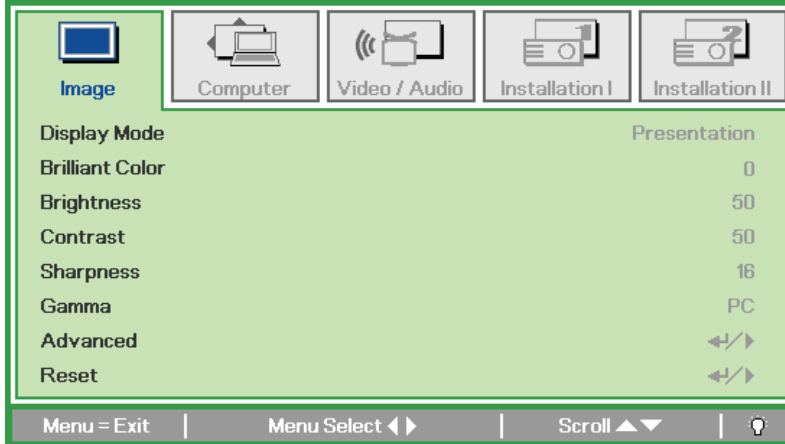 Image Computer Video / Audio Installation I Installation II
Display Mode Presentation
Brilliant Color 0
Brightness 50
Contrast 50
Sharpness 16
Gamma PC
Advanced
Reset
Menu = Exit Menu Select Scroll